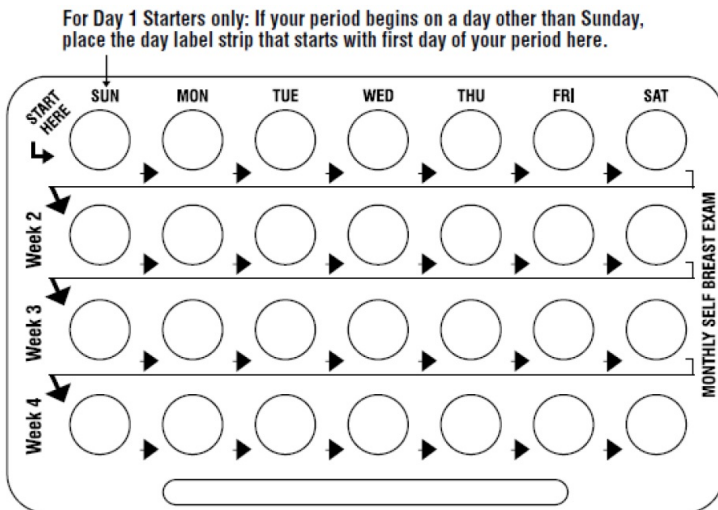 For Day 1 Starters only: If your period begins on a day other than Sunday,
place the day label strip that starts with first day of your period here.
START
HERE
SUN MON TUE WED THU FRI SAT
Week 2
Week 3
Week 4
MONTHLY SELF BREAST EXAM